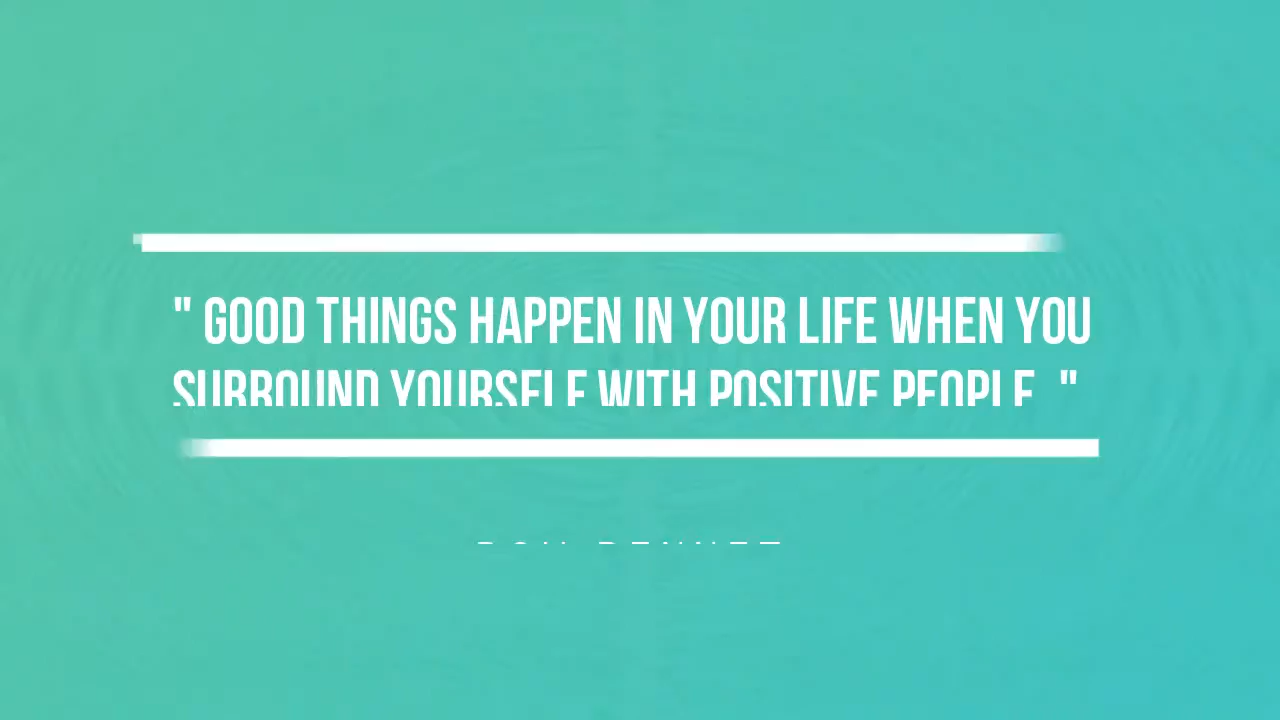 " GOOD THINGS HAPPEN IN YOUR LIFE WHEN YOU
SURROUND YOURSELF WITH POSITIVE PEOPLE. "